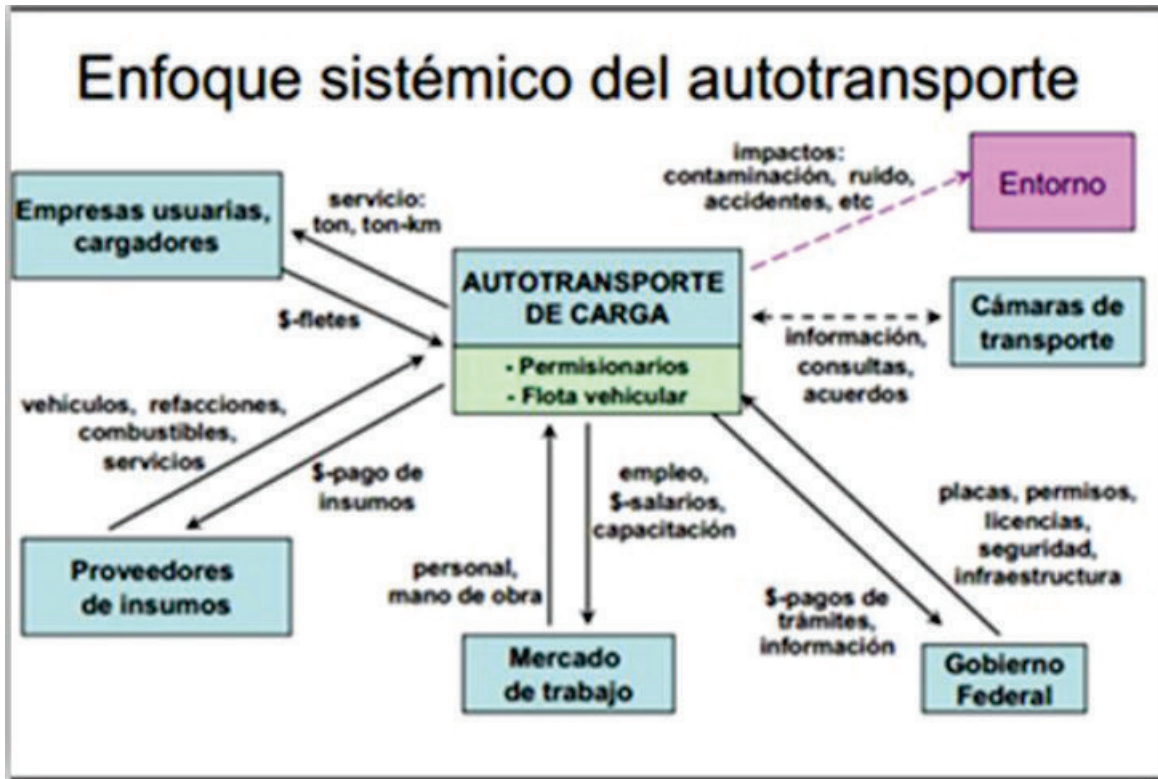 Enfoque sistémico del autotransporte
impactos:
contaminación, ruido,
accidentes, etc
Entorno
Empresas usuarias,
cargadores
servicio:
ton, ton-km
$-fletes
AUTOTRANSPORTE
DE CARGA
- Permisionarios
- Flota vehicular
Cámaras de
transporte
información,
consultas,
acuerdos
vehículos, refacciones,
combustibles,
servicios
$-pago de
insumos
Proveedores
de insumos
personal,
mano de obra
empleo,
$-salarios,
capacitación
Mercado
de trabajo
$-pagos de
trámites,
información
placas, permisos,
licencias,
seguridad,
infraestructura
Gobierno
Federal